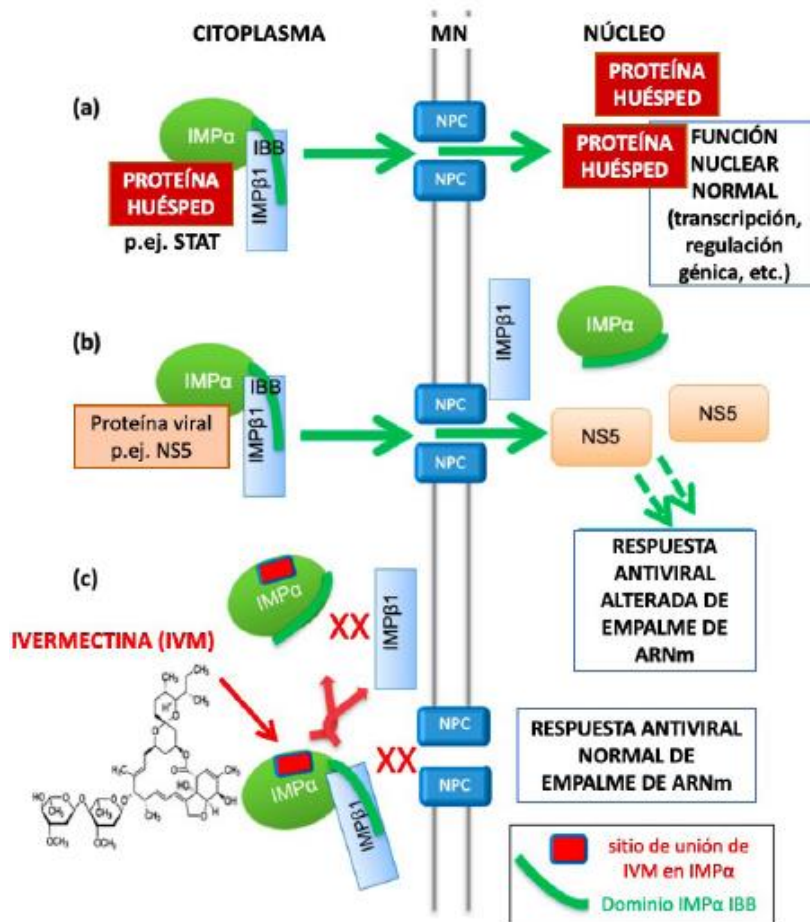 CITOPLASMA
MN
NÚCLEO
(a)
IMPα
IBB
IMPβ1
PROTEÍNA
HUÉSPED
p.ej. STAT
NPC
NPC
PROTEÍNA
HUÉSPED
PROTEÍNA
HUÉSPED
FUNCIÓN
NUCLEAR
NORMAL
(transcripción,
regulación
génica, etc.)
(b)
IMPα
IBB
IMPβ1
Proteína viral
p.ej. NS5
NPC
NPC
IMPβ1
IMPα
NS5
NS5
RESPUESTA
ANTIVIRAL
ALTERADA DE
EMPALME DE
ARNm
(c)
IMPα
XX
IMPβ1
IVERMECTINA (IVM)
IMPα
IMPβ1
XX
NPC
NPC
RESPUESTA ANTIVIRAL
NORMAL DE
EMPALME DE ARNm
sitio de unión de
IVM en IMPα
Dominio IMPα IBB